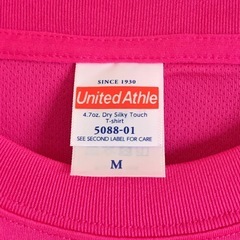 SINCE 1930
United Athle
4.7oz, Dry Silky Touch
T-shirt
5088-01
SEE SECOND LABEL FOR CARE
M